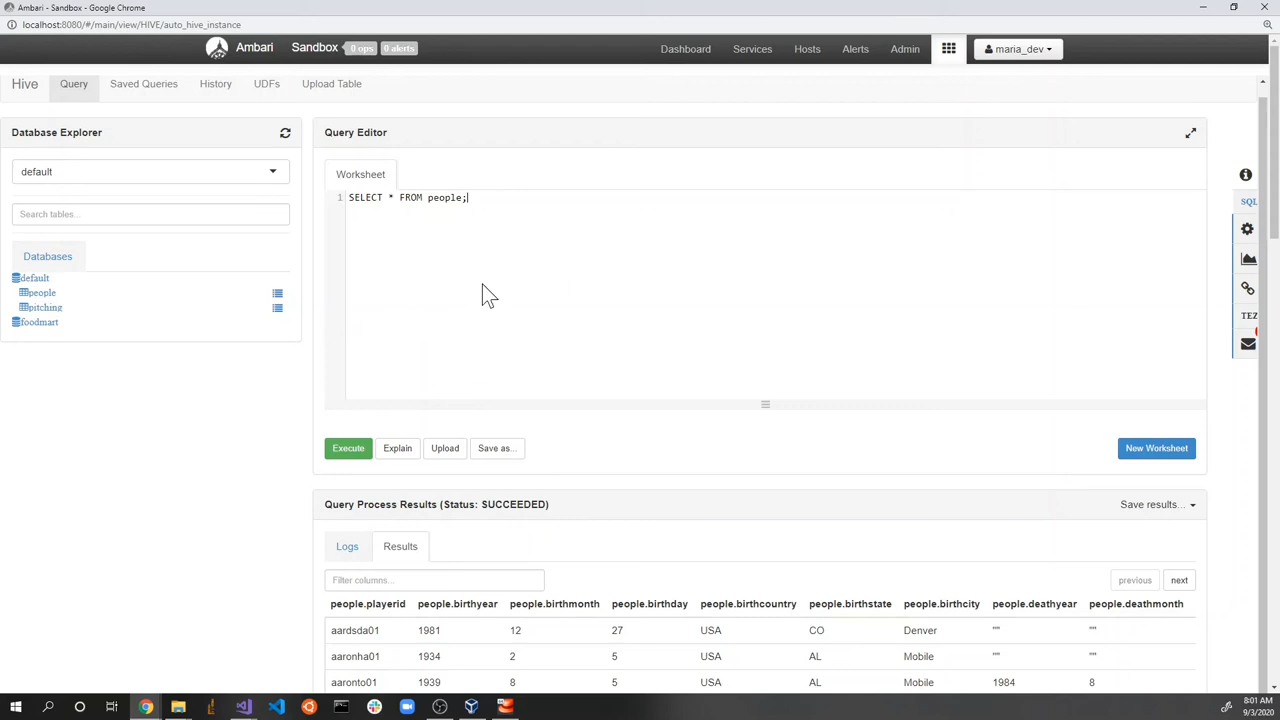 Ambari - Sandbox - Google Chrome
localhost:8080/#/main/view/HIVE/auto_hive_instance
Ambari Sandbox 0 ops 0 alerts Dashboard Services Hosts Alerts Admin maria_dev
Hive Query Saved Queries History UDFs Upload Table
Database Explorer
default
Search tables...
Databases
default
people
pitching
foodmart
Query Editor
Worksheet
1 SELECT * FROM people;
Execute Explain Upload Save as... New Worksheet
SQL
TEZ
Query Process Results (Status: SUCCEEDED) Save results...
Logs Results
Filter columns... previous next
people.playerid people.birthyear people.birthmonth people.birthday people.birthcountry people.birthstate people.birthcity people.deathyear people.deathmonth
aardsda01 1981 12 27 USA CO Denver "" ""
aaronha01 1934 2 5 USA AL Mobile "" ""
aaronto01 1939 8 5 USA AL Mobile 1984 8
8:01 AM
9/3/2020